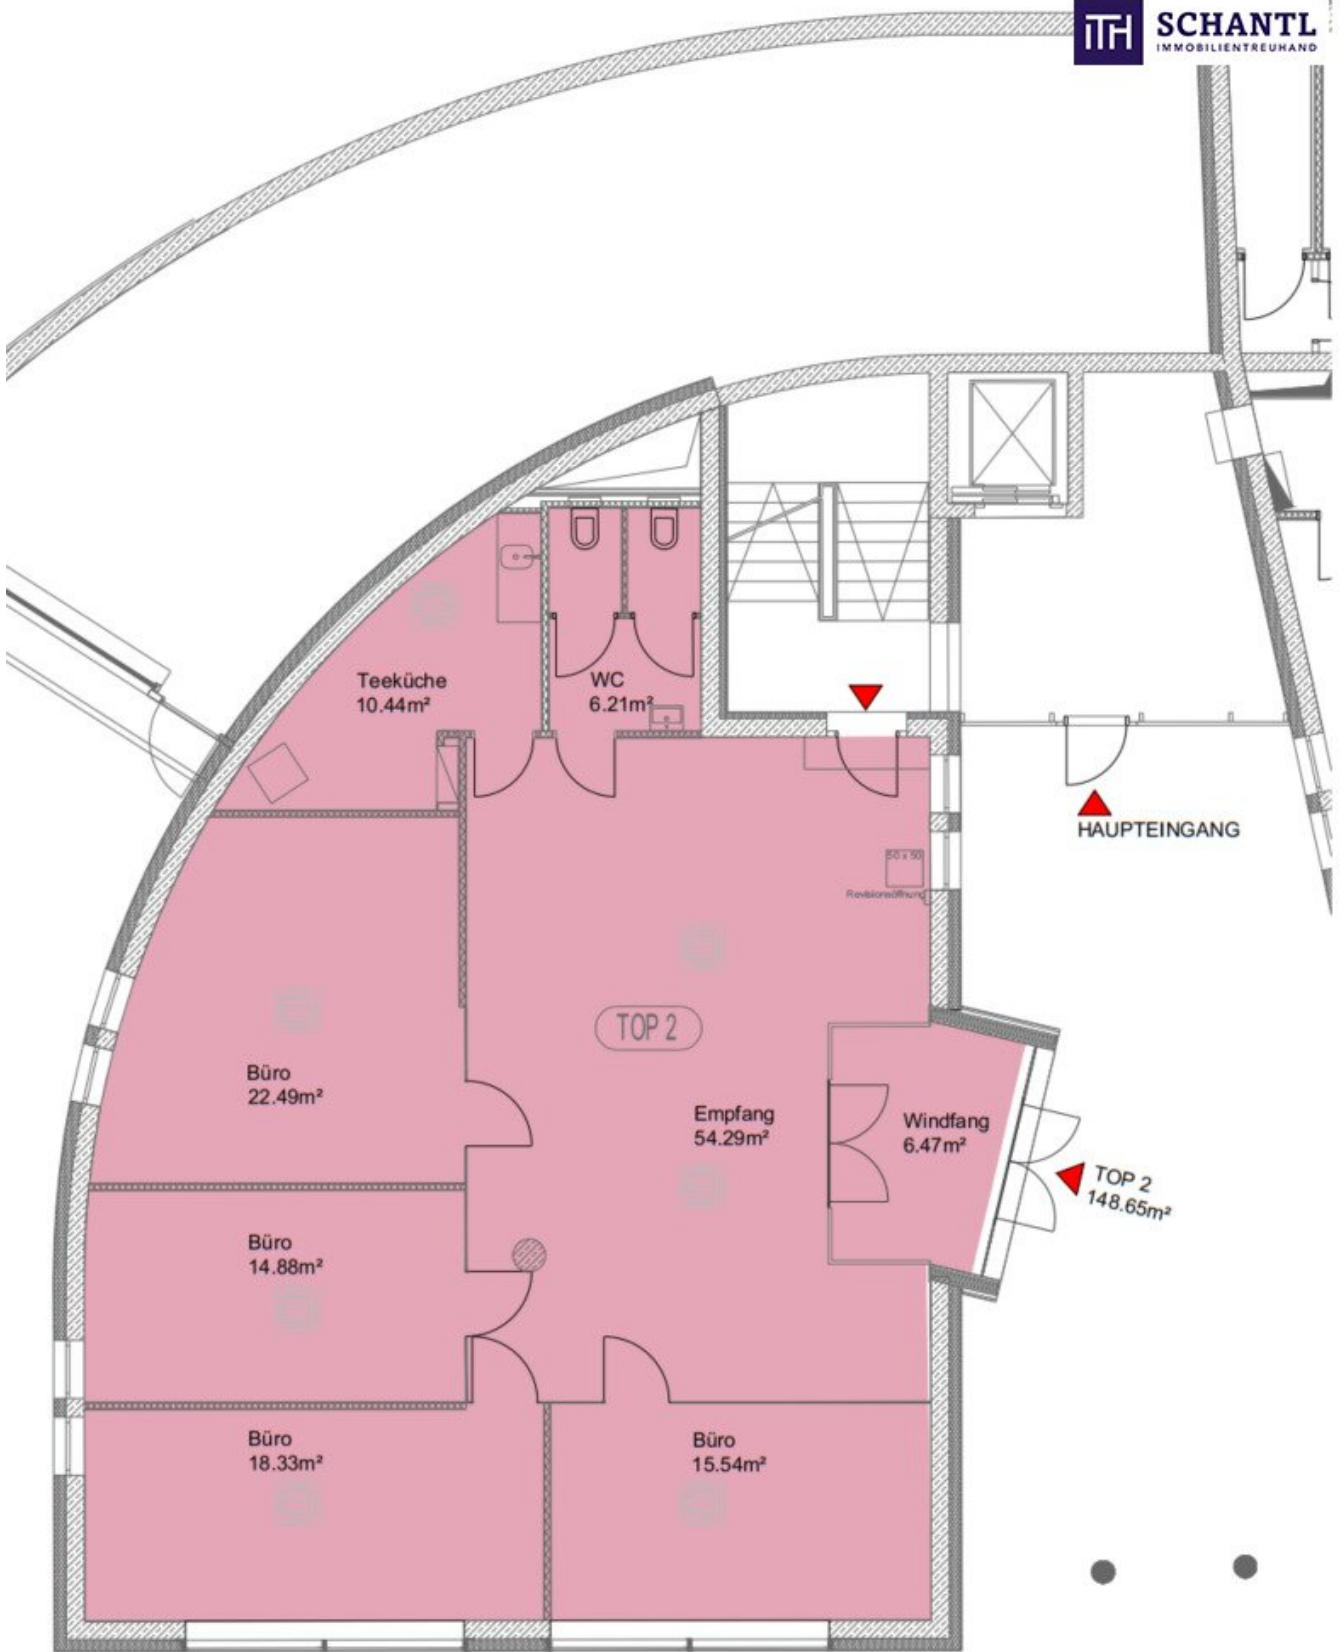 ITH SCHANTL
IMMOBILIENTREUHAND
Teeküche
10.44m²
WC
6.21m²
HAUPTEINGANG
50 x 50
Revisionsöffnung
TOP 2
Büro
22.49m²
Empfang
54.29m²
Windfang
6.47m²
TOP 2
148.65m²
Büro
14.88m²
Büro
18.33m²
Büro
15.54m²